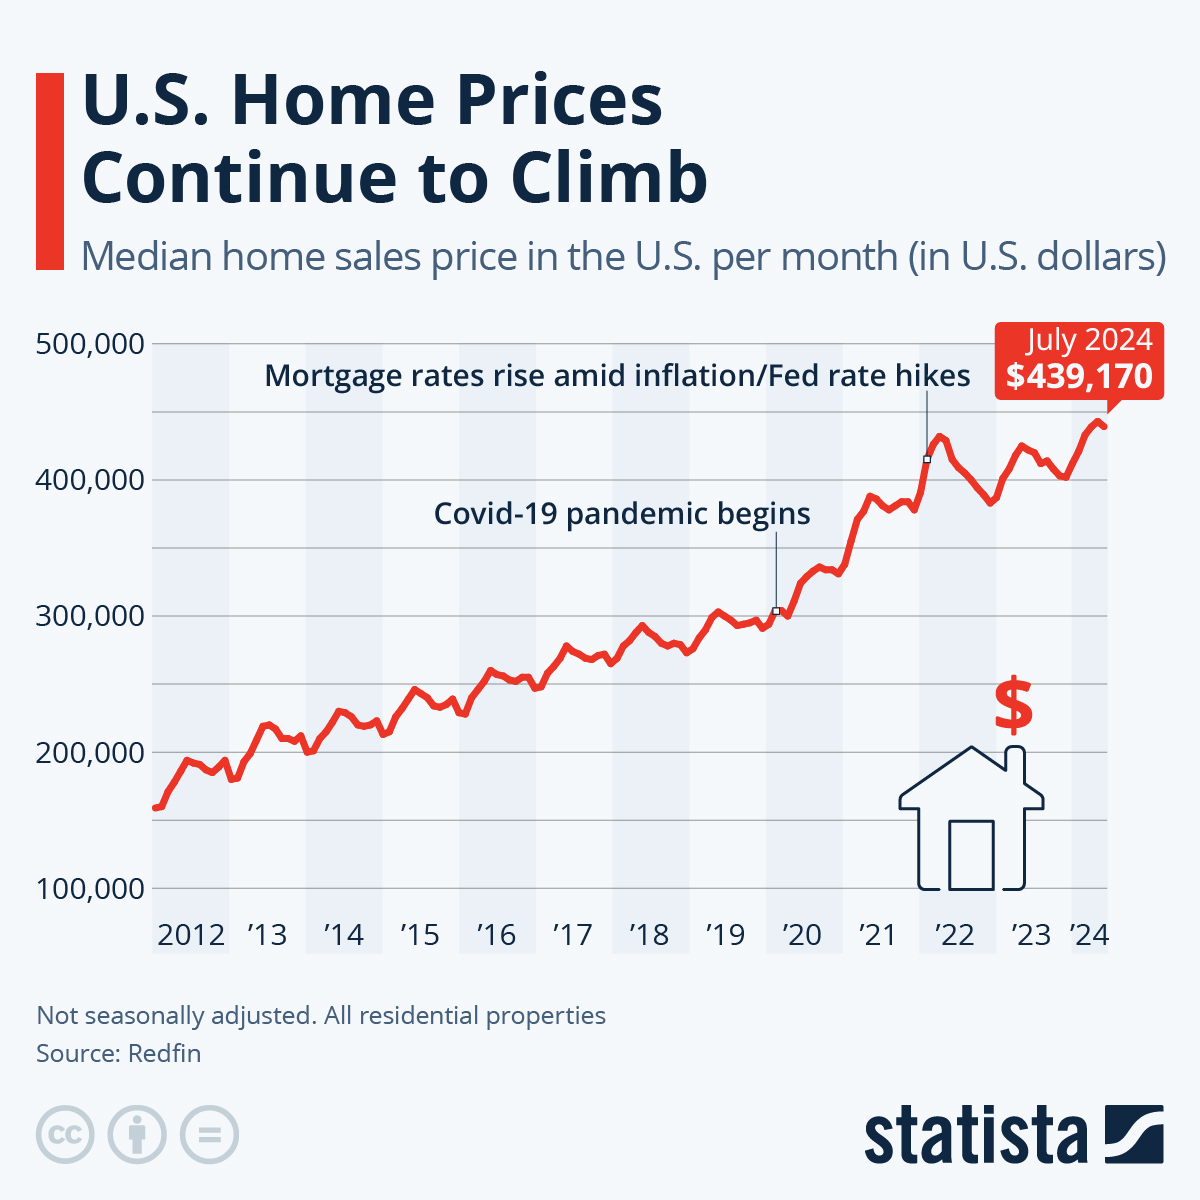 U.S. Home Prices
Continue to Climb
Median home sales price in the U.S. per month (in U.S. dollars)
500,000
July 2024
$439,170
Mortgage rates rise amid inflation/Fed rate hikes
400,000
Covid-19 pandemic begins
300,000
$
200,000
100,000
2012 ’13 ’14 ’15 ’16 ’17 ’18 ’19 ’20 ’21 ’22 ’23 ’24
Not seasonally adjusted. All residential properties
Source: Redfin
cc =
statista